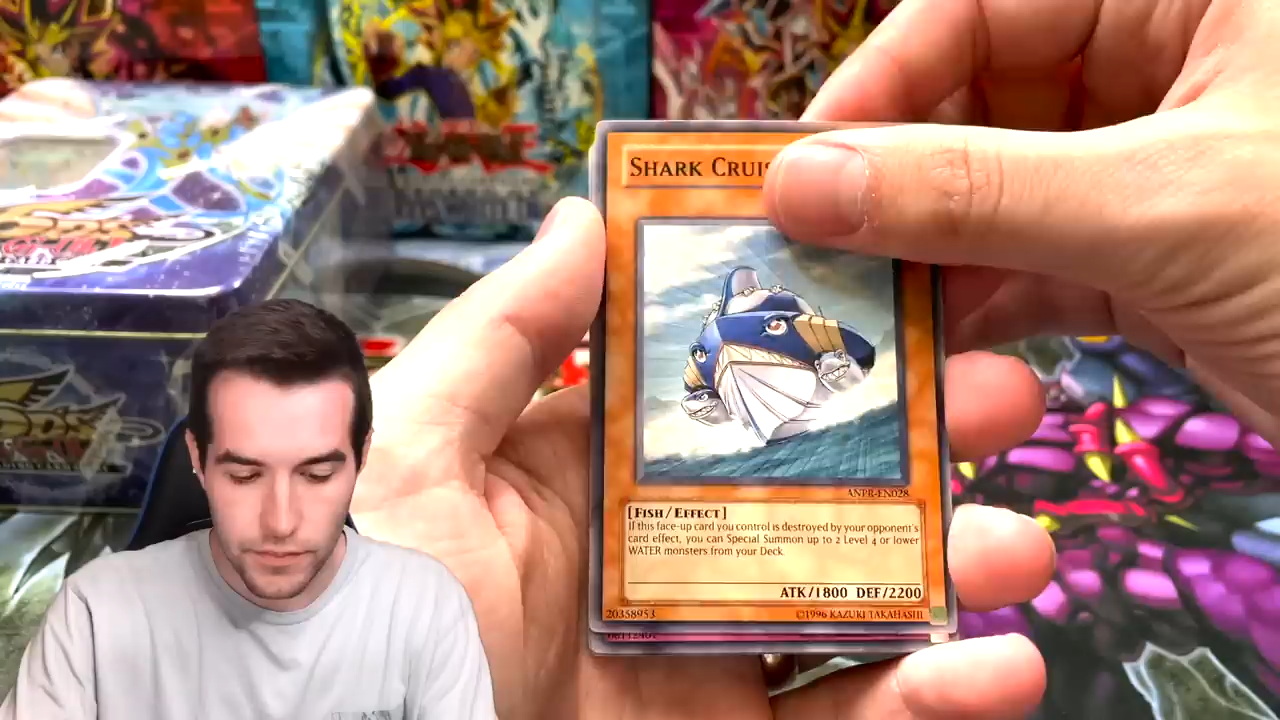 SHARK CRUIS
ANPR-EN028
[FISH/EFFECT]
If this face-up card you control is destroyed by your opponent's
card effect, you can Special Summon up to 2 Level 4 or lower
WATER monsters from your Deck.
ATK/1800 DEF/2200
20358953
©1996 KAZUKI TAKAHASHI